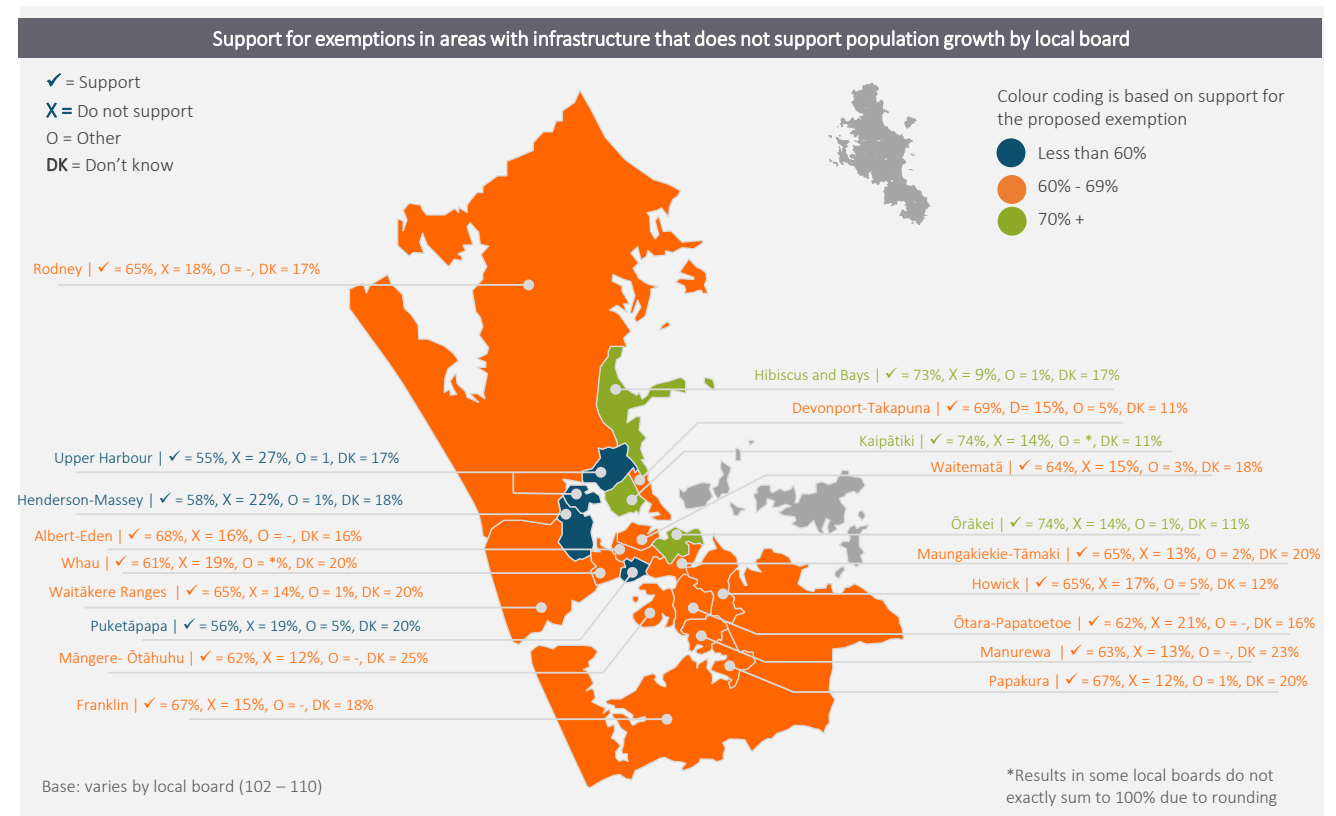 Support for exemptions in areas with infrastructure that does not support population growth by local board
✓ = Support
X = Do not support
O = Other
DK = Don't know
Colour coding is based on support for
the proposed exemption
Less than 60%
60% - 69%
70% +
Rodney | ✓ = 65%, X = 18%, O = -, DK = 17%
Upper Harbour | ✓ = 55%, X = 27%, O = 1, DK = 17%
Henderson-Massey | ✓ = 58%, X = 22%, O = 1%, DK = 18%
Albert-Eden | ✓ = 68%, X = 16%, O = -, DK = 16%
Whau | ✓ = 61%, X = 19%, O = *%, DK = 20%
Waitākere Ranges | ✓ = 65%, X = 14%, O = 1%, DK = 20%
Puketāpapa | ✓ = 56%, X = 19%, O = 5%, DK = 20%
Māngere- Ōtāhuhu | ✓ = 62%, X = 12%, O = -, DK = 25%
Franklin | ✓ = 67%, X = 15%, O = -, DK = 18%
Hibiscus and Bays | ✓ = 73%, X = 9%, O = 1%, DK = 17%
Devonport-Takapuna | ✓ = 69%, D= 15%, O = 5%, DK = 11%
Kaipātiki | ✓ = 74%, X = 14%, O = *, DK = 11%
Waitematā | ✓ = 64%, X = 15%, O = 3%, DK = 18%
Ōrākei | ✓ = 74%, X = 14%, O = 1%, DK = 11%
Maungakiekie-Tāmaki | ✓ = 65%, X = 13%, O = 2%, DK = 20%
Howick | ✓ = 65%, X = 17%, O = 5%, DK = 12%
Ōtara-Papatoetoe | ✓ = 62%, X = 21%, O = -, DK = 16%
Manurewa | ✓ = 63%, X = 13%, O = -, DK = 23%
Papakura | ✓ = 67%, X = 12%, O = 1%, DK = 20%
Base: varies by local board (102 – 110)
*Results in some local boards do not
exactly sum to 100% due to rounding